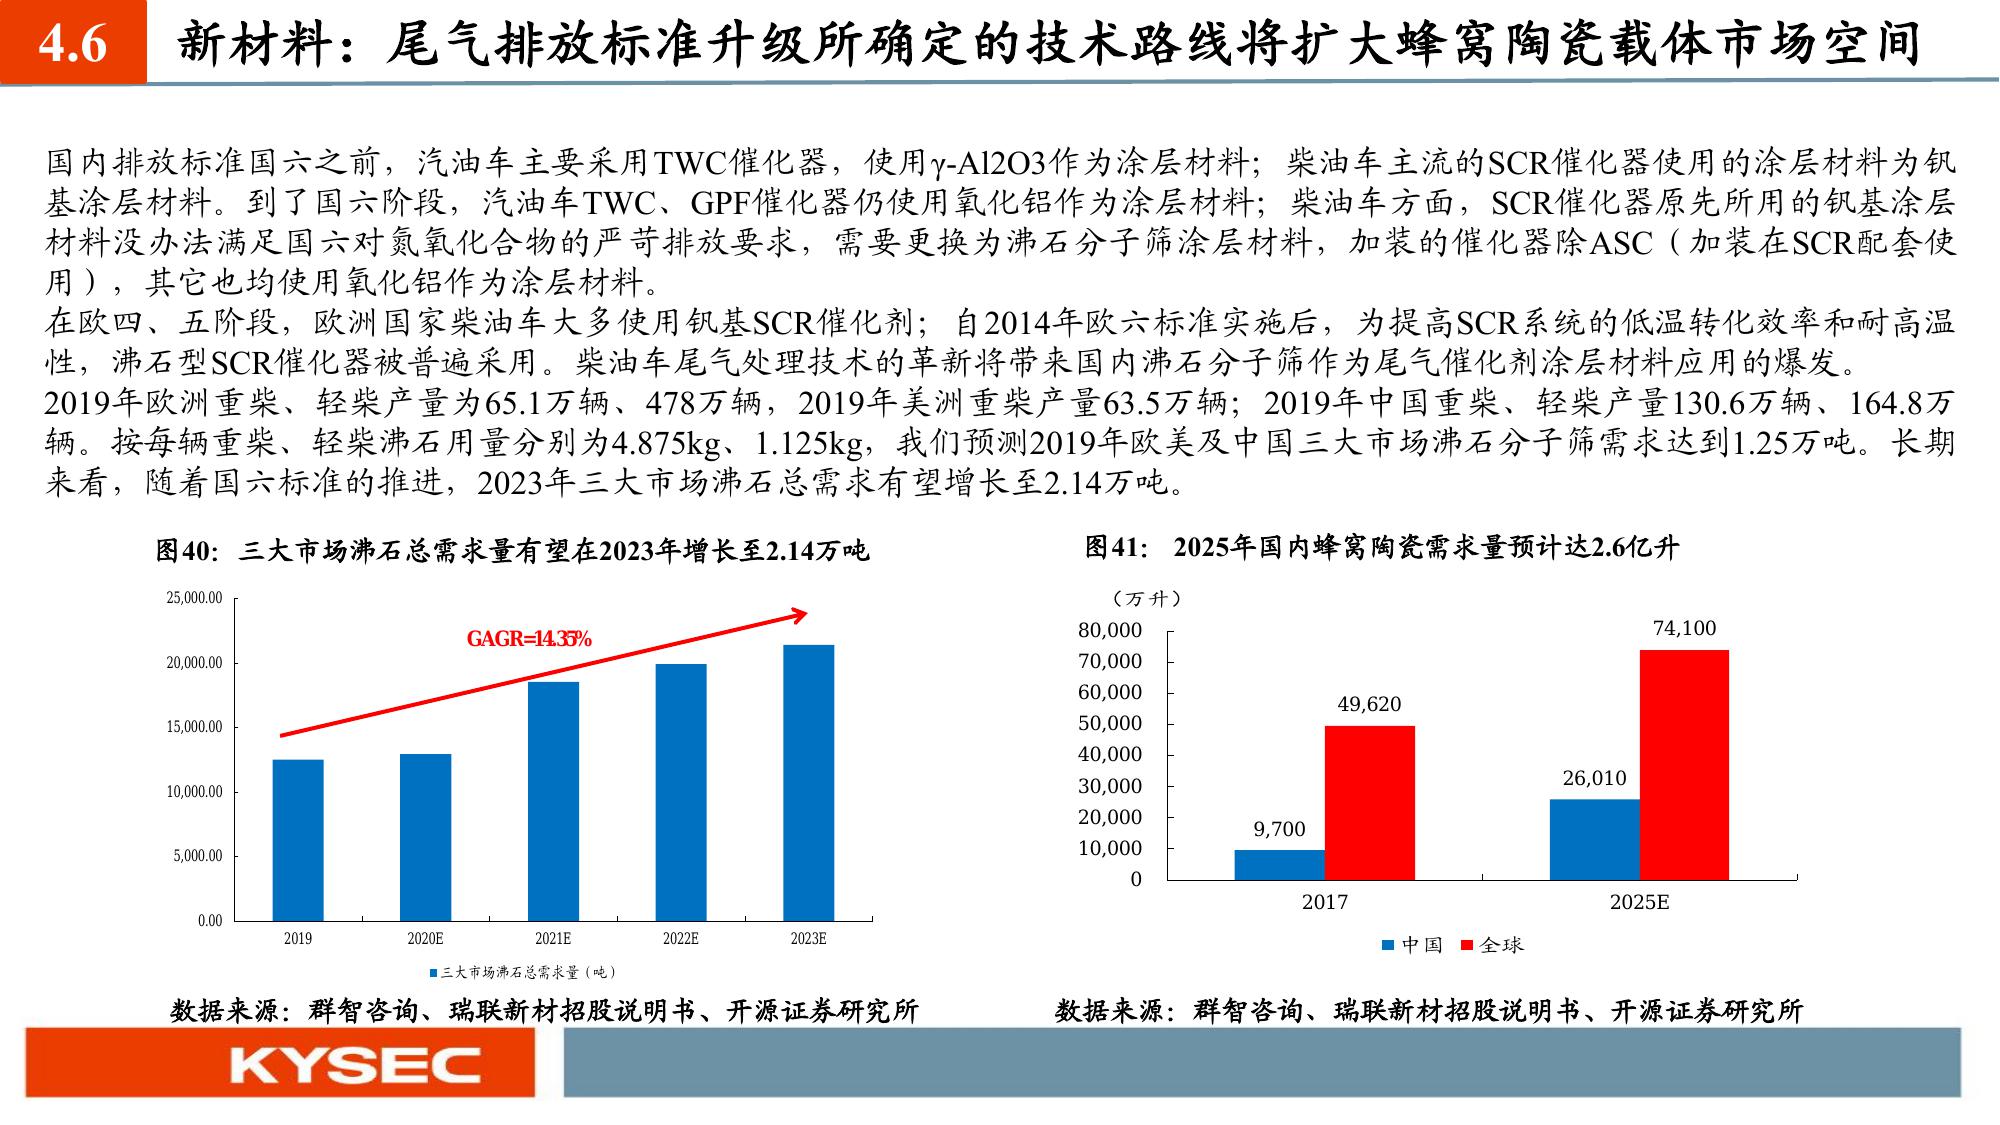 4.6
新材料：尾气排放标准升级所确定的技术路线将扩大蜂窝陶瓷载体市场空间
国内排放标准国六之前，汽油车主要采用TWC催化器，使用γ-Al2O3作为涂层材料；柴油车主流的SCR催化器使用的涂层材料为钒
基涂层材料。到了国六阶段，汽油车TWC、GPF催化器仍使用氧化铝作为涂层材料；柴油车方面，SCR催化器原先所用的钒基涂层
材料没办法满足国六对氮氧化合物的严苛排放要求，需要更换为沸石分子筛涂层材料，加装的催化器除ASC（加装在SCR配套使
用），其它也均使用氧化铝作为涂层材料。
在欧四、五阶段，欧洲国家柴油车大多使用钒基SCR催化剂；自2014年欧六标准实施后，为提高SCR系统的低温转化效率和耐高温
性，沸石型SCR催化器被普遍采用。柴油车尾气处理技术的革新将带来国内沸石分子筛作为尾气催化剂涂层材料应用的爆发。
2019年欧洲重柴、轻柴产量为65.1万辆、478万辆，2019年美洲重柴产量63.5万辆；2019年中国重柴、轻柴产量130.6万辆、164.8万
辆。按每辆重柴、轻柴沸石用量分别为4.875kg、1.125kg，我们预测2019年欧美及中国三大市场沸石分子筛需求达到1.25万吨。长期
来看，随着国六标准的推进，2023年三大市场沸石总需求有望增长至2.14万吨。
图40：三大市场沸石总需求量有望在2023年增长至2.14万吨
25,000.00
20,000.00
15,000.00
10,000.00
5,000.00
0.00
GAGR=14.35%
2019 2020E 2021E 2022E 2023E
三大市场沸石总需求量（吨）
数据来源：群智咨询、瑞联新材招股说明书、开源证券研究所
图41： 2025年国内蜂窝陶瓷需求量预计达2.6亿升
（万升）
80,000
70,000
60,000
50,000
40,000
30,000
20,000
10,000
0
9,700
49,620
26,010
74,100
2017 2025E
中国 全球
数据来源：群智咨询、瑞联新材招股说明书、开源证券研究所
KYSEC